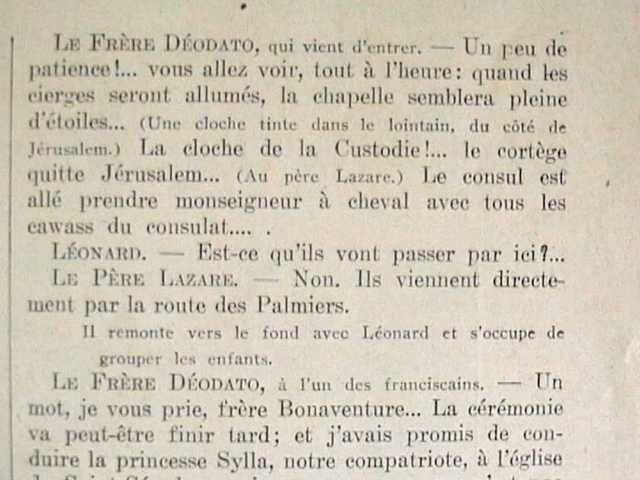 LE FRÈRE DÉODATO, qui vient d'entrer. — Un peu de
patience!... vous allez voir, tout à l'heure: quand les
cierges seront allumés, la chapelle semblera pleine
d'étoiles... (Une cloche tinte dans le lointain, du côté de
Jérusalem.) La cloche de la Custodie!... le cortège
quitte Jérusalem... (Au père Lazare.) Le consul est
allé prendre monseigneur à cheval avec tous les
cawass du consulat.... .
LÉONARD. — Est-ce qu'ils vont passer par ici?...
LE PÈRE LAZARE. — Non. Ils viennent directe-
ment par la route des Palmiers.
Il remonte vers le fond avec Léonard et s'occupe de
grouper les enfants.
LE FRÈRE DÉODATO, à l'un des franciscains. — Un
mot, je vous prie, frère Bonaventure... La cérémonie
va peut-être finir tard; et j'avais promis de con-
duire la princesse Sylla, notre compatriote, à l'église